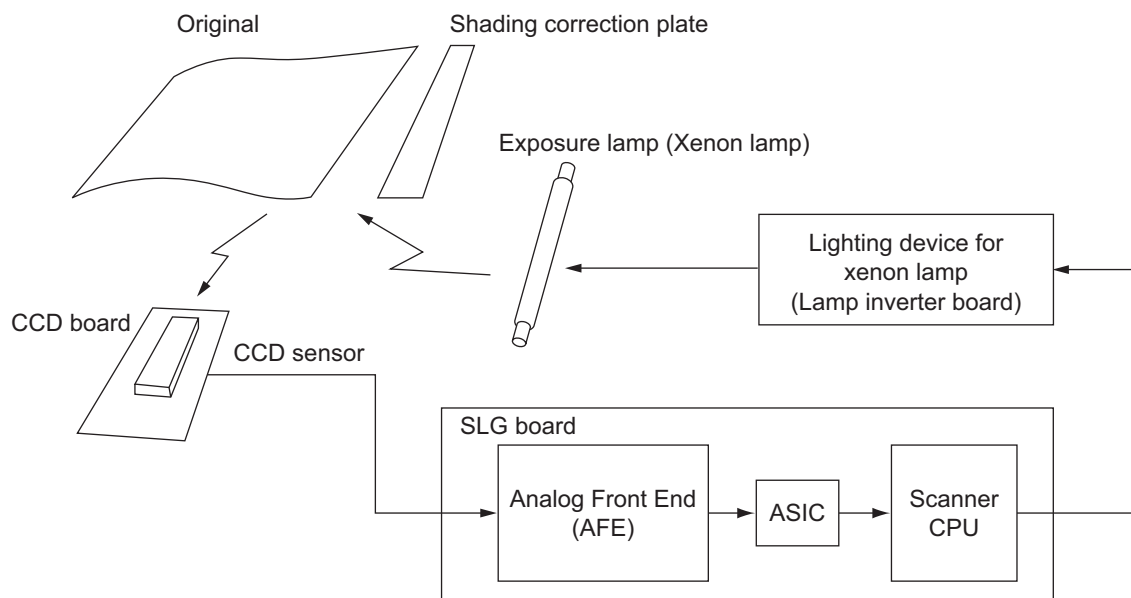 Original
Shading correction plate
Exposure lamp (Xenon lamp)
Lighting device for
xenon lamp
(Lamp inverter board)
CCD board
CCD sensor
SLG board
Analog Front End
(AFE)
ASIC
Scanner
CPU